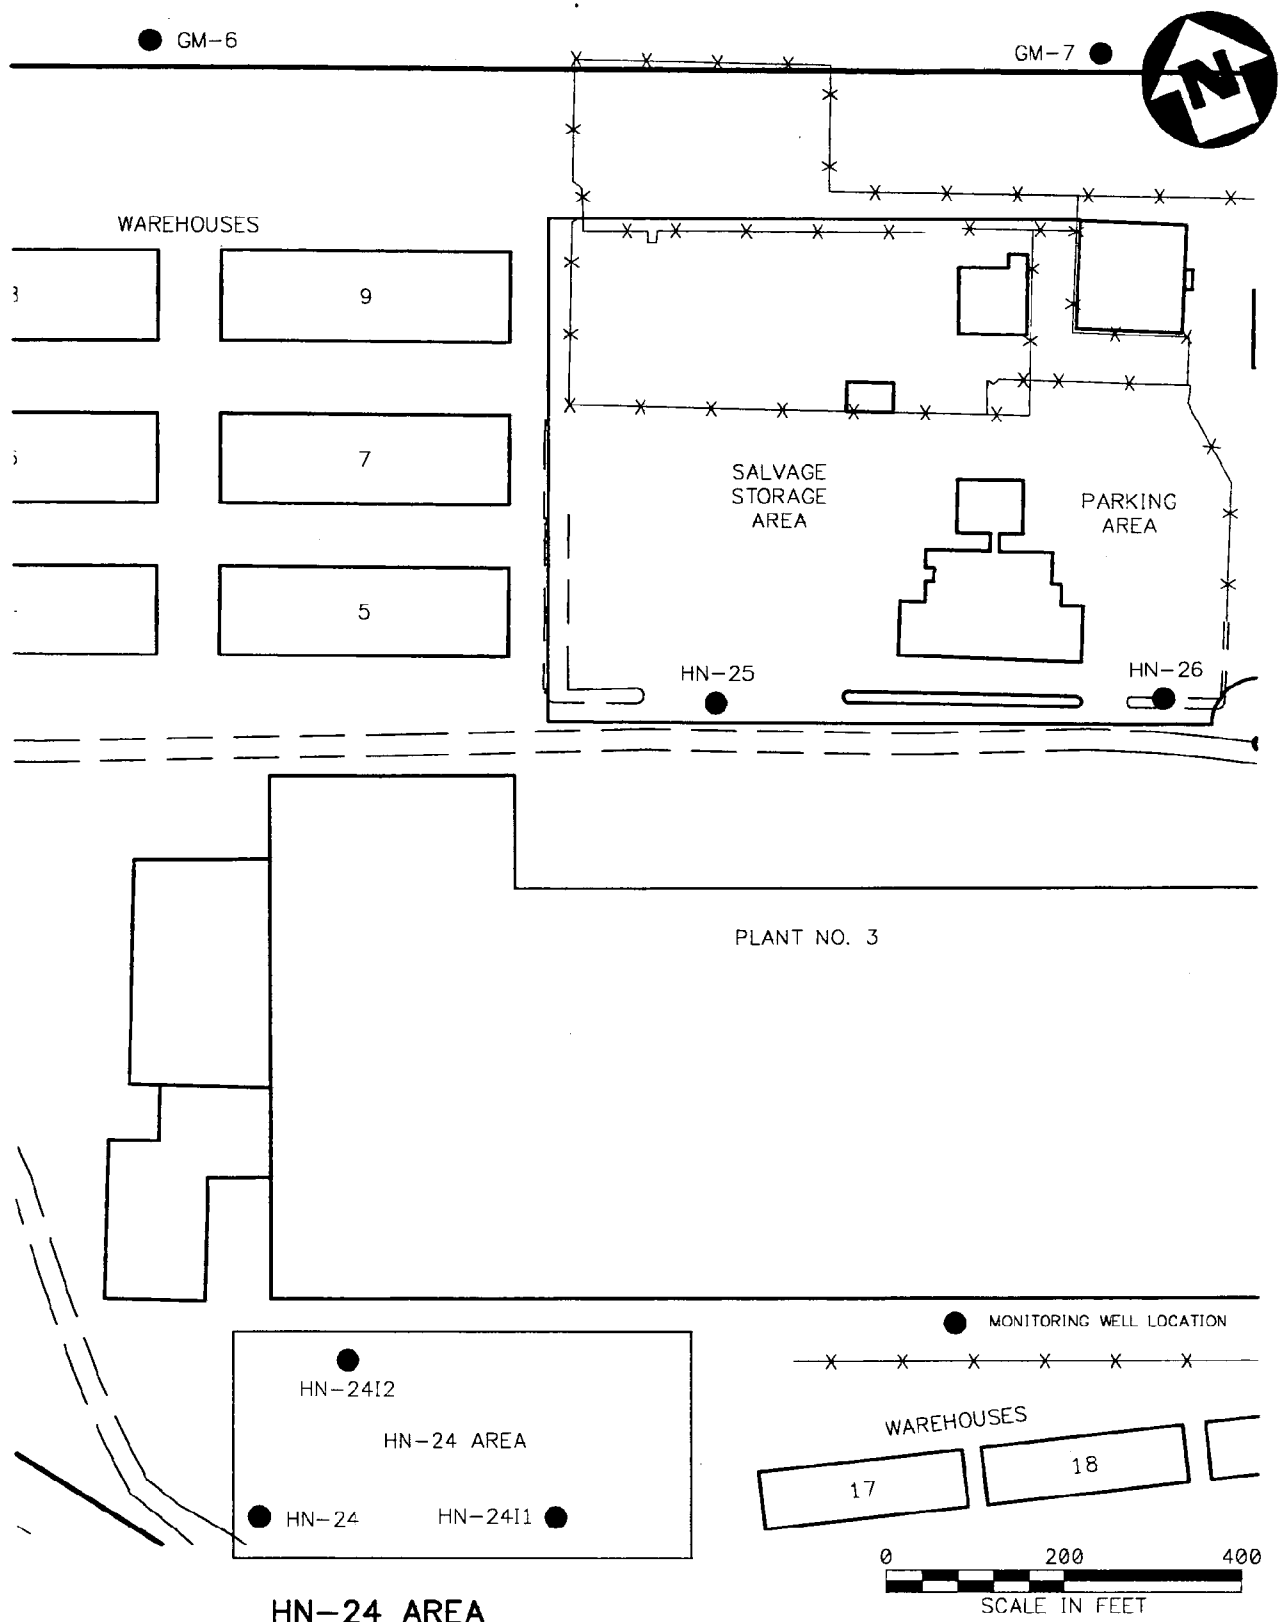 GM-6
GM-7
N
WAREHOUSES
9
7
5
SALVAGE
STORAGE
AREA
PARKING
AREA
HN-25
HN-26
PLANT NO. 3
MONITORING WELL LOCATION
HN-24I2
HN-24 AREA
HN-24
HN-24I1
WAREHOUSES
17
18
0 200 400
SCALE IN FEET
HN-24 AREA